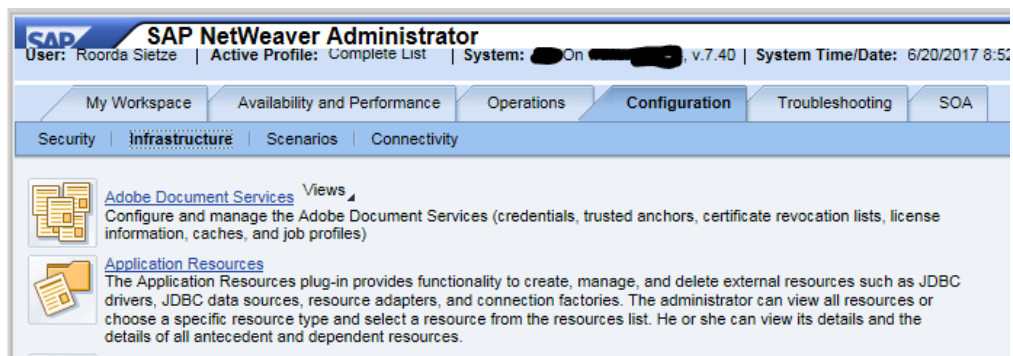 SAP SAP NetWeaver Administrator
User: Roorda Sietze | Active Profile: Complete List | System: On , v.7.40 | System Time/Date: 6/20/2017 8:52
My Workspace Availability and Performance Operations Configuration Troubleshooting SOA
Security | Infrastructure | Scenarios | Connectivity
Adobe Document Services Views
Configure and manage the Adobe Document Services (credentials, trusted anchors, certificate revocation lists, license
information, caches, and job profiles)
Application Resources
The Application Resources plug-in provides functionality to create, manage, and delete external resources such as JDBC
drivers, JDBC data sources, resource adapters, and connection factories. The administrator can view all resources or
choose a specific resource type and select a resource from the resources list. He or she can view its details and the
details of all antecedent and dependent resources.